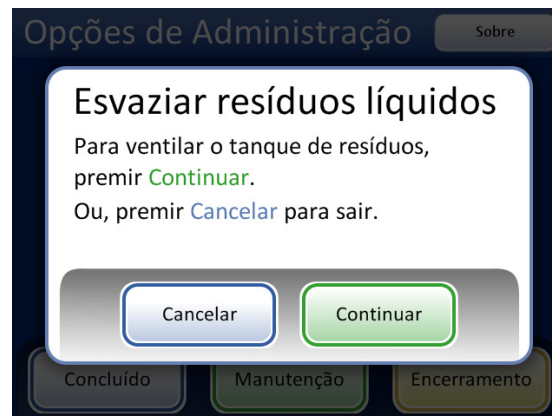 Opções de Administração
Sobre
Esvaziar resíduos líquidos
Para ventilar o tanque de resíduos,
premir Continuar.
Ou, premir Cancelar para sair.
Cancelar
Continuar
Concluído
Manutenção
Encerramento